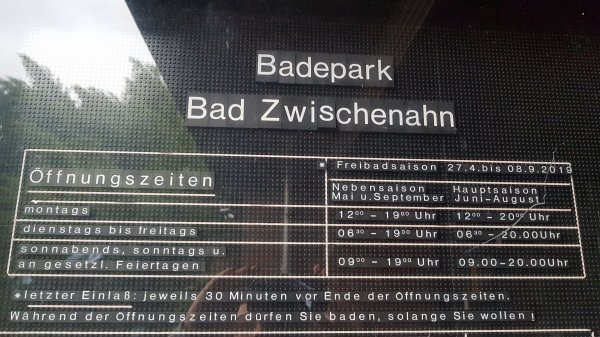 Badepark
Bad Zwischenahn
* Freibadsaison 27.4. bis 08.9.2019
Öffnungszeiten
Nebensaison Hauptsaison
Mai u. September Juni-August
montags 12⁰⁰ - 19⁰⁰ Uhr 12⁰⁰ - 20⁰⁰ Uhr
dienstags bis freitags 06³⁰ - 19⁰⁰ Uhr 06³⁰ - 20.00 Uhr
sonnabends, sonntags u.
an gesetzl. Feiertagen 09⁰⁰ - 19⁰⁰ Uhr 09.00-20.00Uhr
*letzter Einlaß: jeweils 30 Minuten vor Ende der Öffnungszeiten.
Während der Öffnungszeiten dürfen Sie baden, solange Sie wollen !